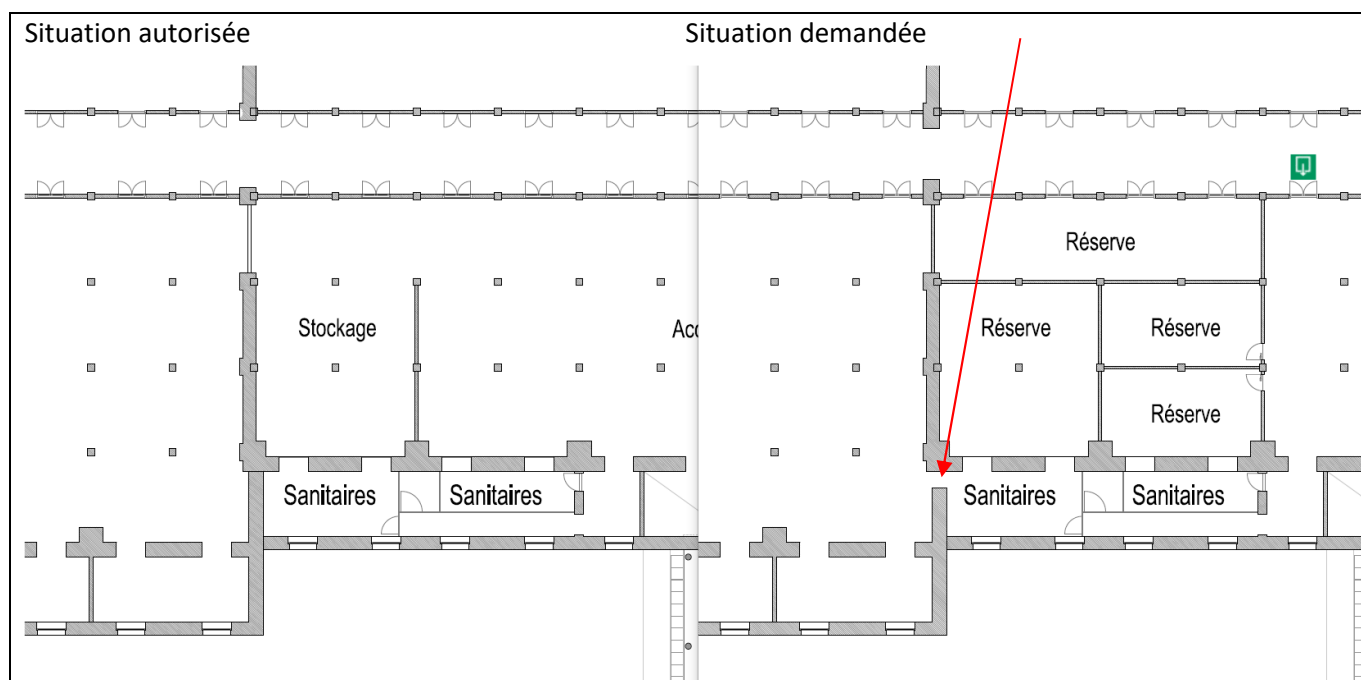 Situation autorisée
Situation demandée
Réserve
Stockage
Acc
Réserve
Réserve
Réserve
Sanitaires
Sanitaires
Sanitaires
Sanitaires